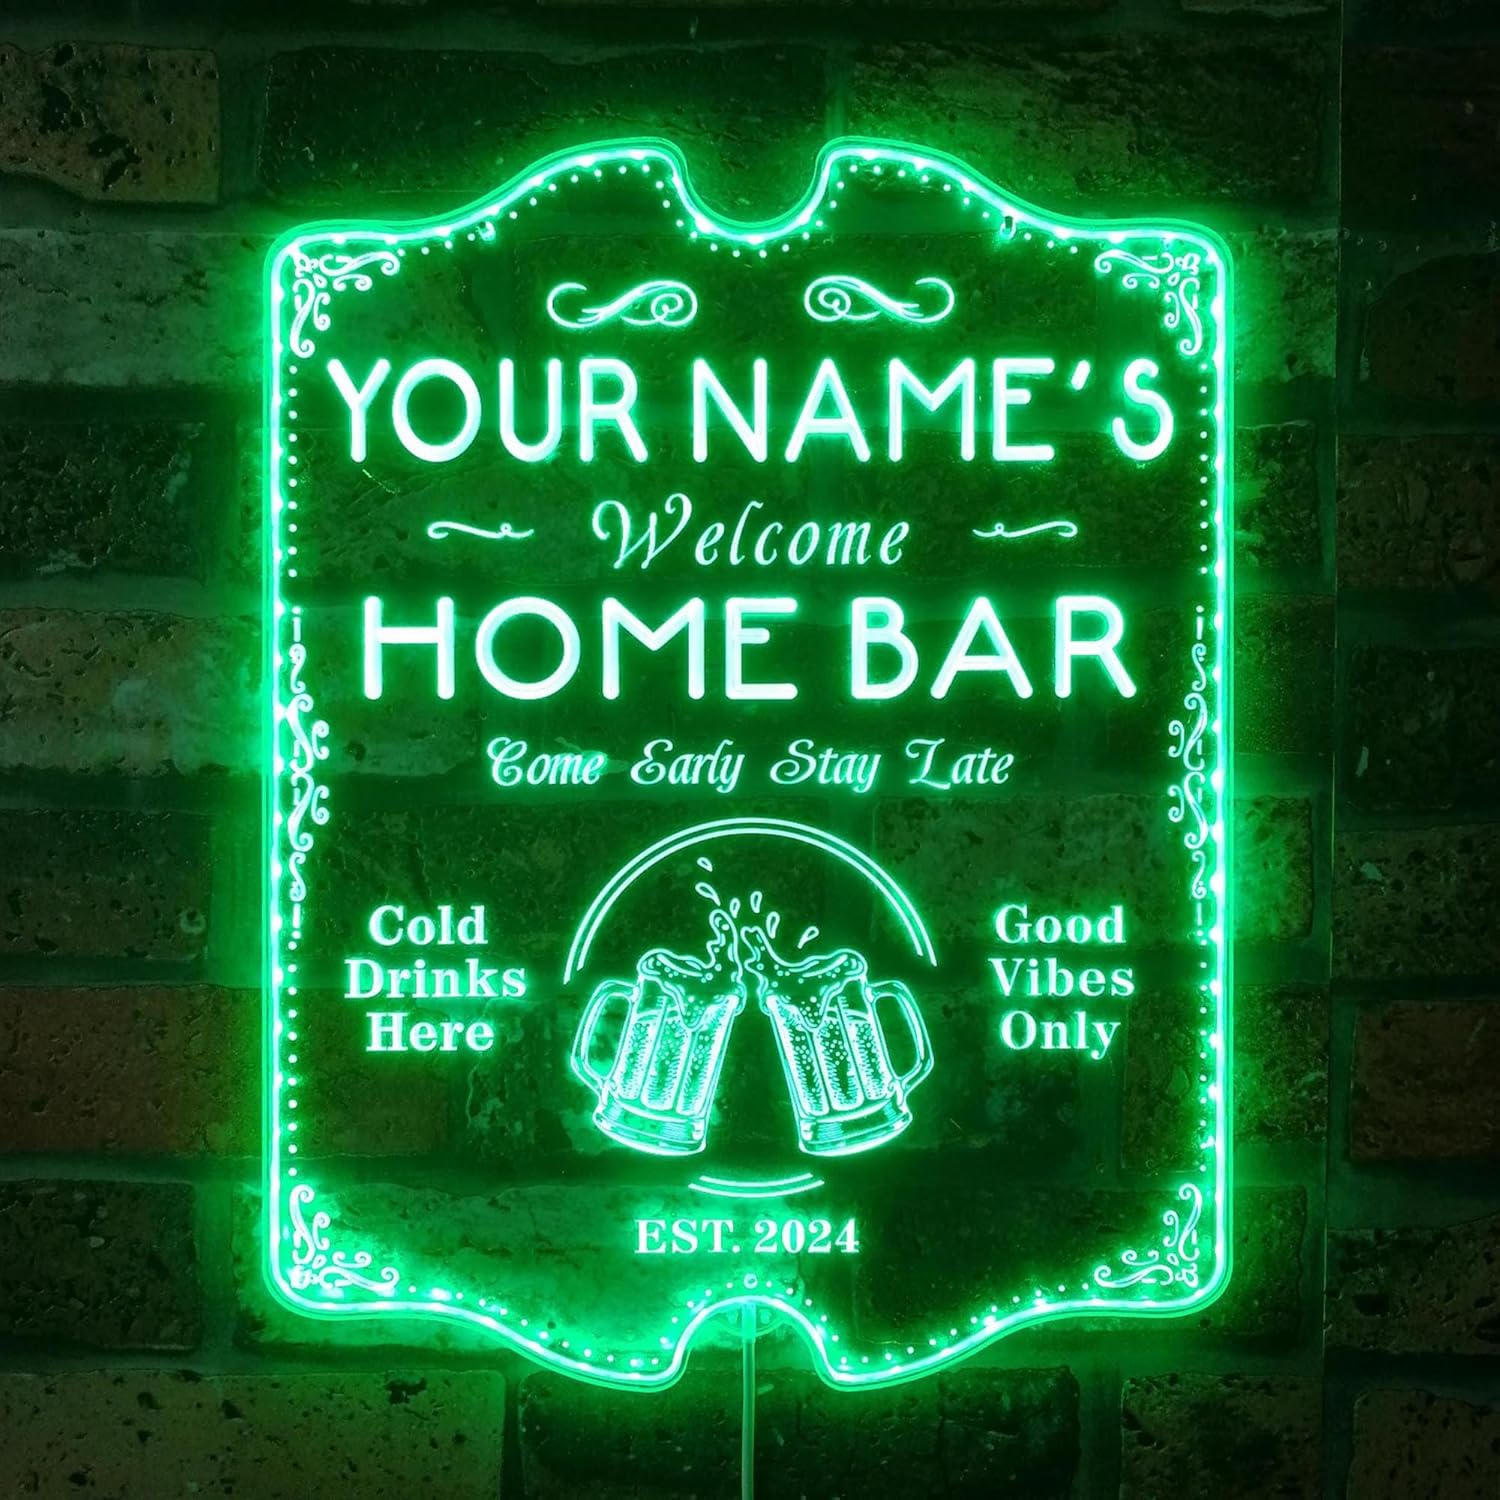 YOUR NAME'S
Welcome
HOME BAR
Come Early Stay Late
Cold
Drinks
Here
Good
Vibes
Only
EST. 2024